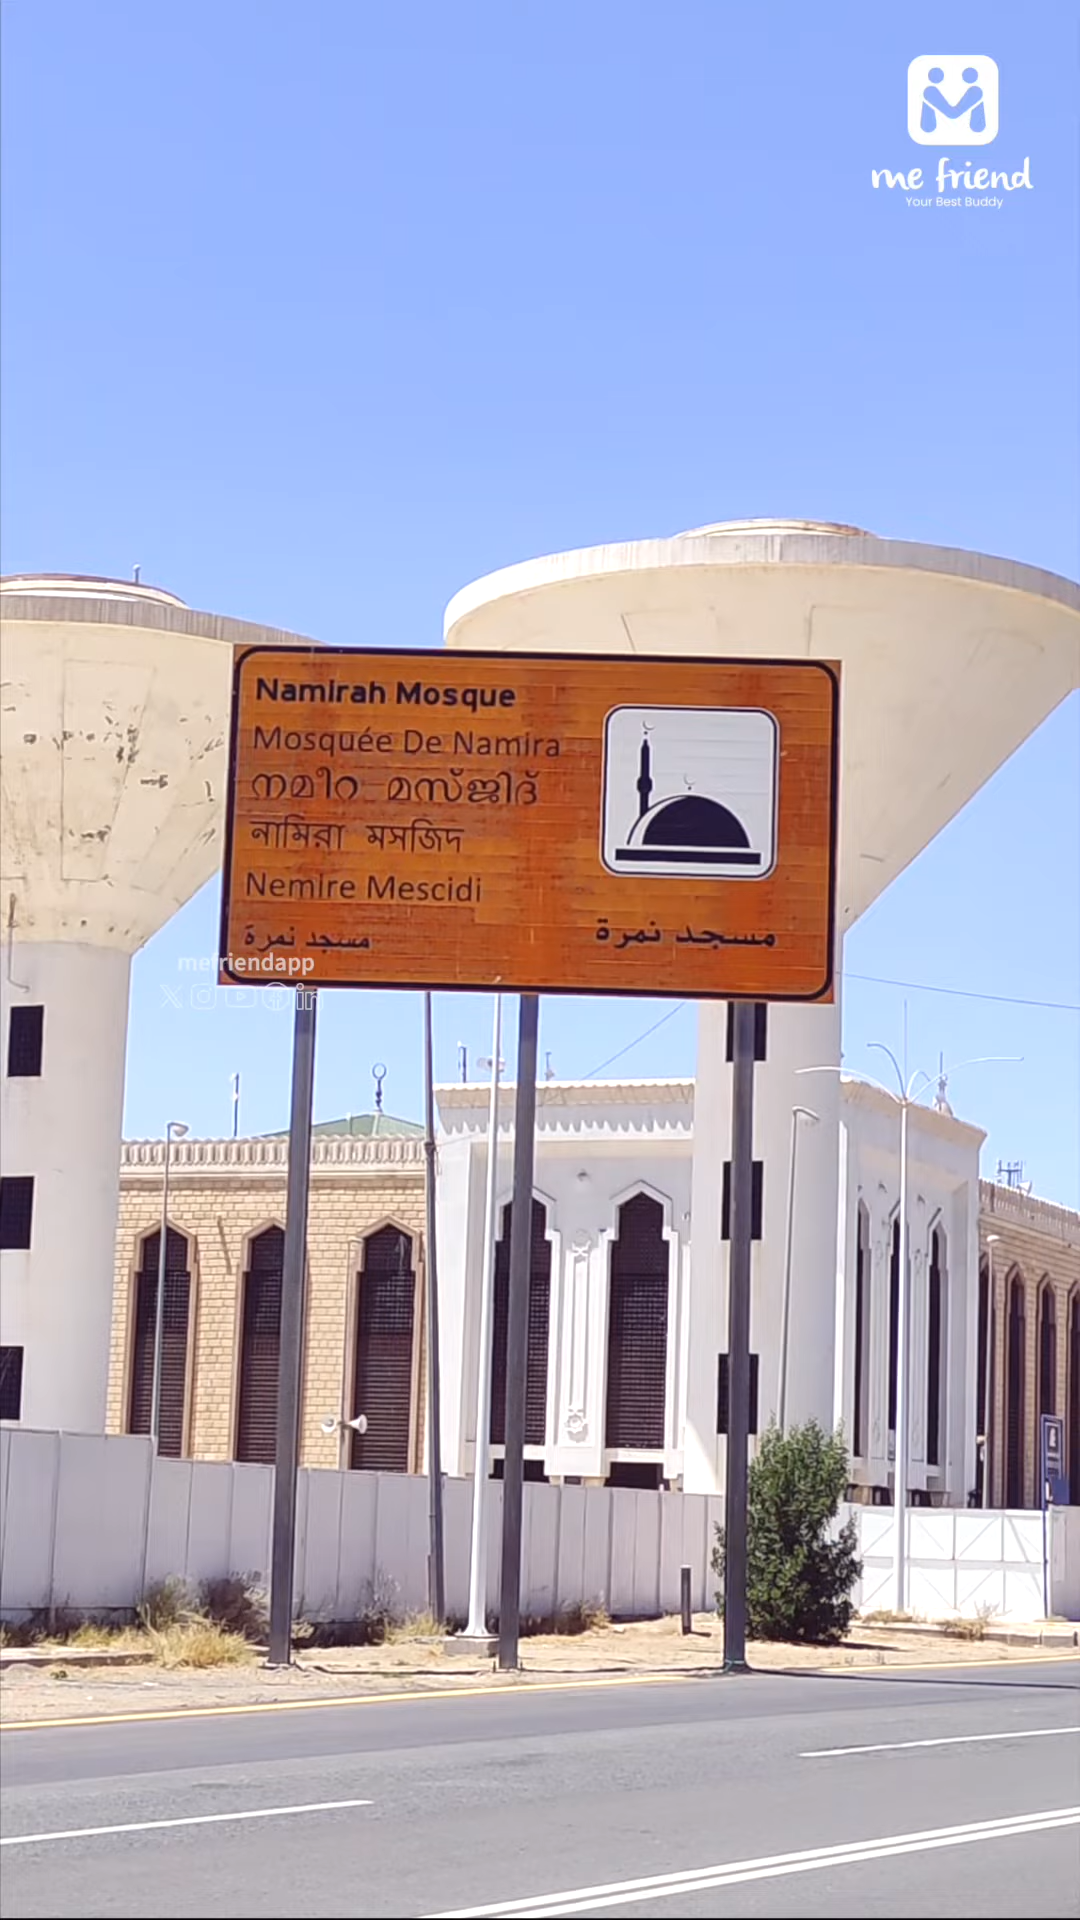 me friend
Your Best Buddy
Namirah Mosque
Mosquée De Namira
നമീറ മസ്ജിദ്
নামিরা মসজিদ
Nemire Mescidi
مسجد نمرة
مسجد نمرة
mefriendapp